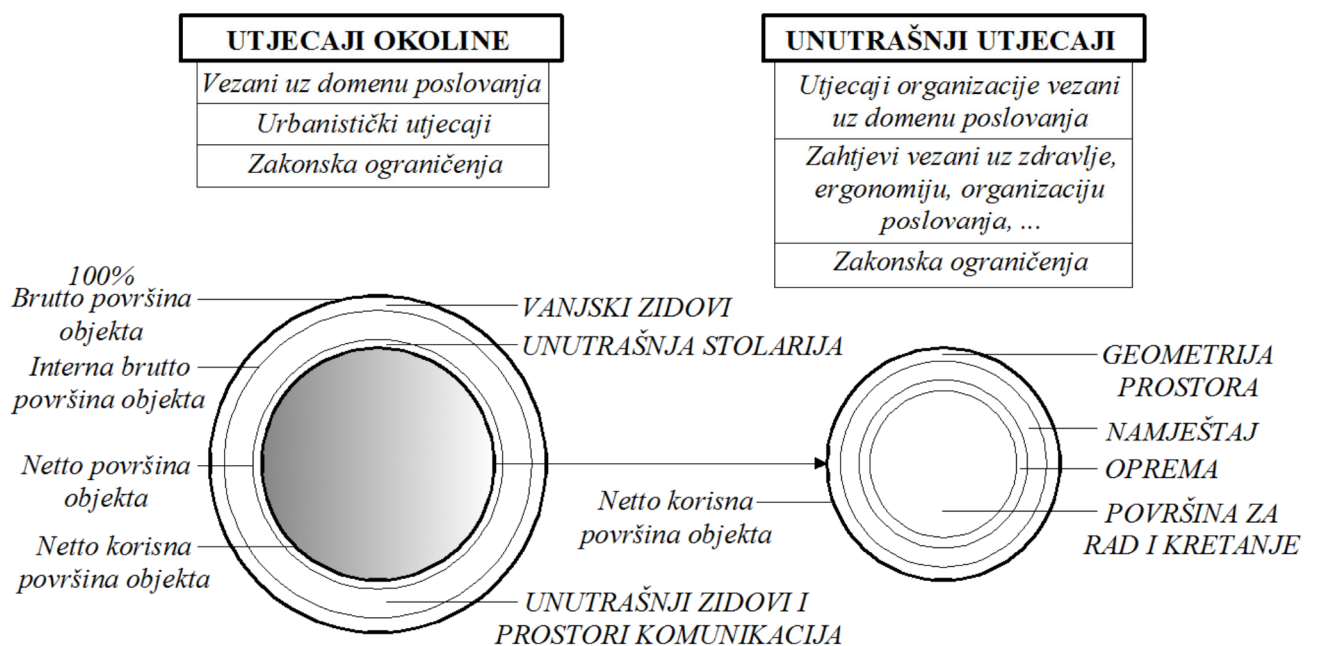 UTJECAJI OKOLINE
Vezani uz domenu poslovanja
Urbanistički utjecaji
Zakonska ograničenja
UNUTRAŠNJI UTJECAJI
Utjecaji organizacije vezani
uz domenu poslovanja
Zahtjevi vezani uz zdravlje,
ergonomiju, organizaciju
poslovanja, ...
Zakonska ograničenja
100%
Brutto površina
objekta
Interna brutto
površina objekta
Netto površina
objekta
Netto korisna
površina objekta
VANJSKI ZIDOVI
UNUTRAŠNJA STOLARIJA
UNUTRAŠNJI ZIDOVI I
PROSTORI KOMUNIKACIJA
Netto korisna
površina objekta
GEOMETRIJA
PROSTORA
NAMJEŠTAJ
OPREMA
POVRŠINA ZA
RAD I KRETANJE